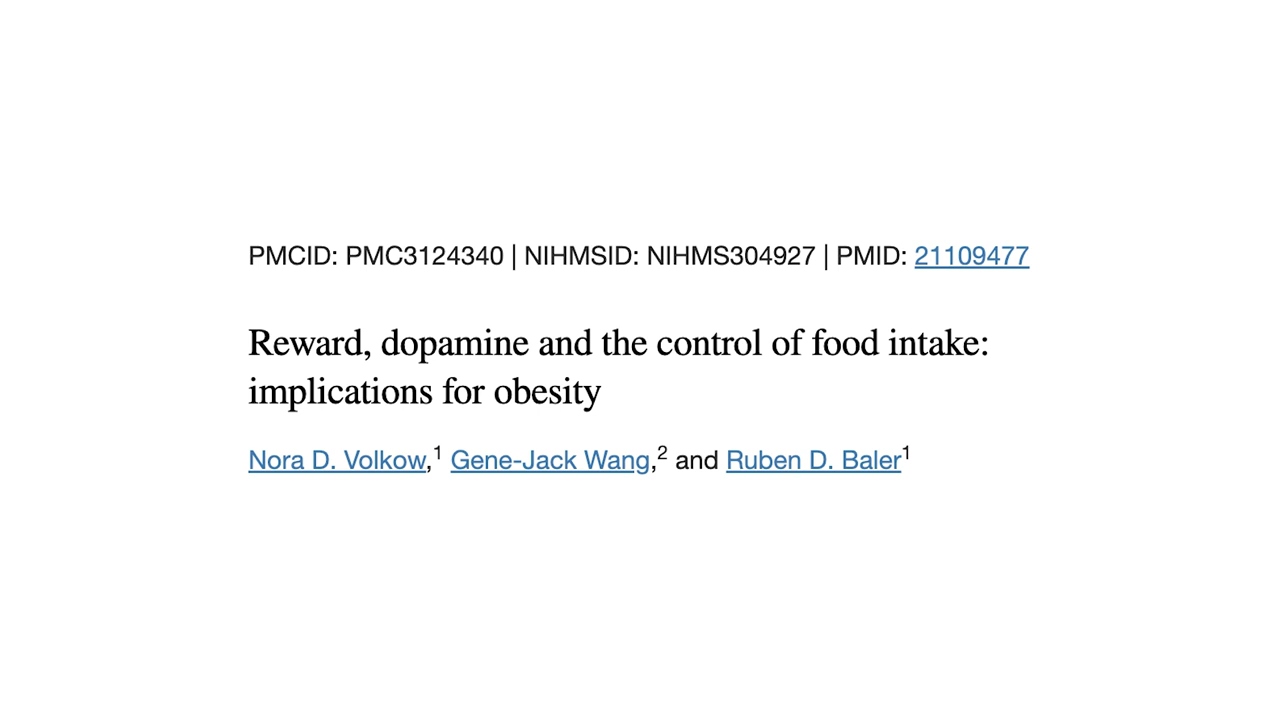 PMCID: PMC3124340 | NIHMSID: NIHMS304927 | PMID: 21109477
Reward, dopamine and the control of food intake:
implications for obesity
Nora D. Volkow,1 Gene-Jack Wang,2 and Ruben D. Baler1